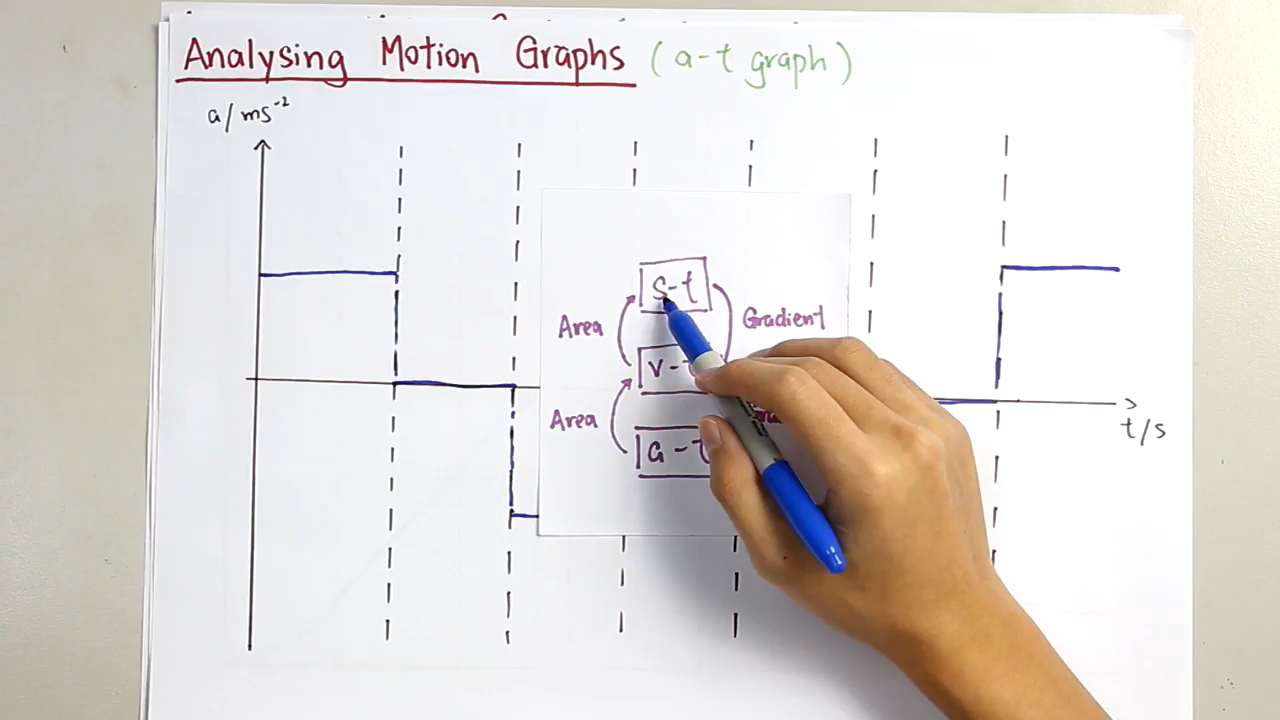 Analysing Motion Graphs (a-t graph)
a/ms⁻²
s-t
Area
Gradient
v-t
Area
a-t
t/s